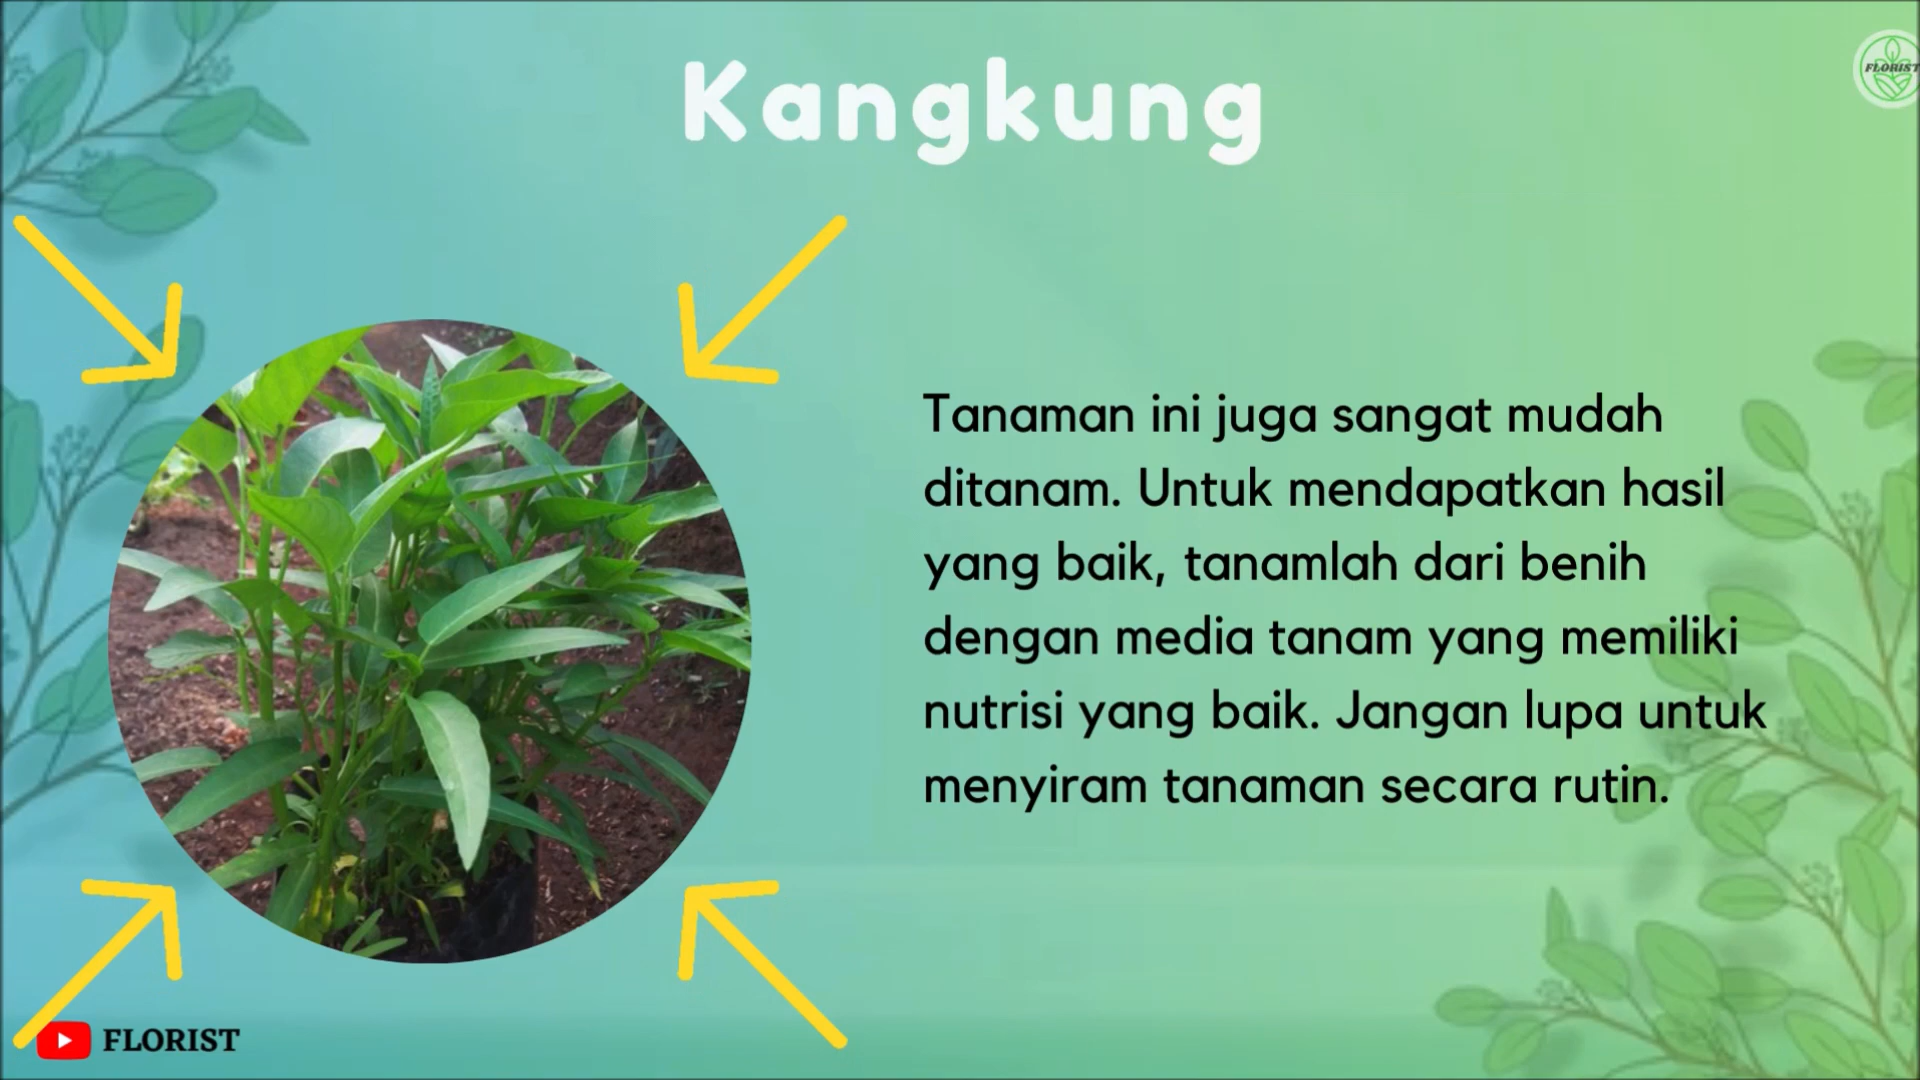 Kangkung
FLORIST
Tanaman ini juga sangat mudah
ditanam. Untuk mendapatkan hasil
yang baik, tanamlah dari benih
dengan media tanam yang memiliki
nutrisi yang baik. Jangan lupa untuk
menyiram tanaman secara rutin.
FLORIST